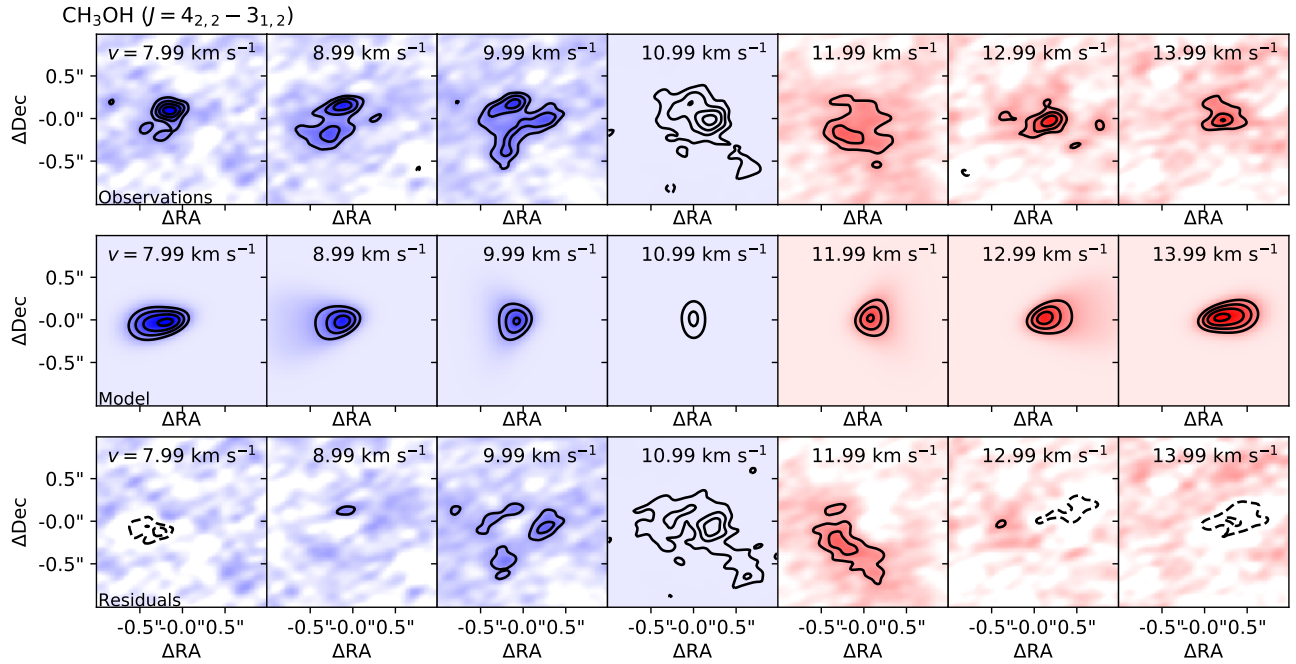 CH₃OH (J = 4₂,₂ − 3₁,₂)
v = 7.99 km s⁻¹ 8.99 km s⁻¹ 9.99 km s⁻¹ 10.99 km s⁻¹ 11.99 km s⁻¹ 12.99 km s⁻¹ 13.99 km s⁻¹
0.5"
ΔDec
-0.0"
-0.5"
Observations
ΔRA ΔRA ΔRA ΔRA ΔRA ΔRA ΔRA
v = 7.99 km s⁻¹ 8.99 km s⁻¹ 9.99 km s⁻¹ 10.99 km s⁻¹ 11.99 km s⁻¹ 12.99 km s⁻¹ 13.99 km s⁻¹
0.5"
ΔDec
-0.0"
-0.5"
Model
ΔRA ΔRA ΔRA ΔRA ΔRA ΔRA ΔRA
v = 7.99 km s⁻¹ 8.99 km s⁻¹ 9.99 km s⁻¹ 10.99 km s⁻¹ 11.99 km s⁻¹ 12.99 km s⁻¹ 13.99 km s⁻¹
0.5"
ΔDec
-0.0"
-0.5"
Residuals
-0.5"-0.0"0.5" -0.5"-0.0"0.5" -0.5"-0.0"0.5" -0.5"-0.0"0.5" -0.5"-0.0"0.5" -0.5"-0.0"0.5" -0.5"-0.0"0.5"
ΔRA ΔRA ΔRA ΔRA ΔRA ΔRA ΔRA